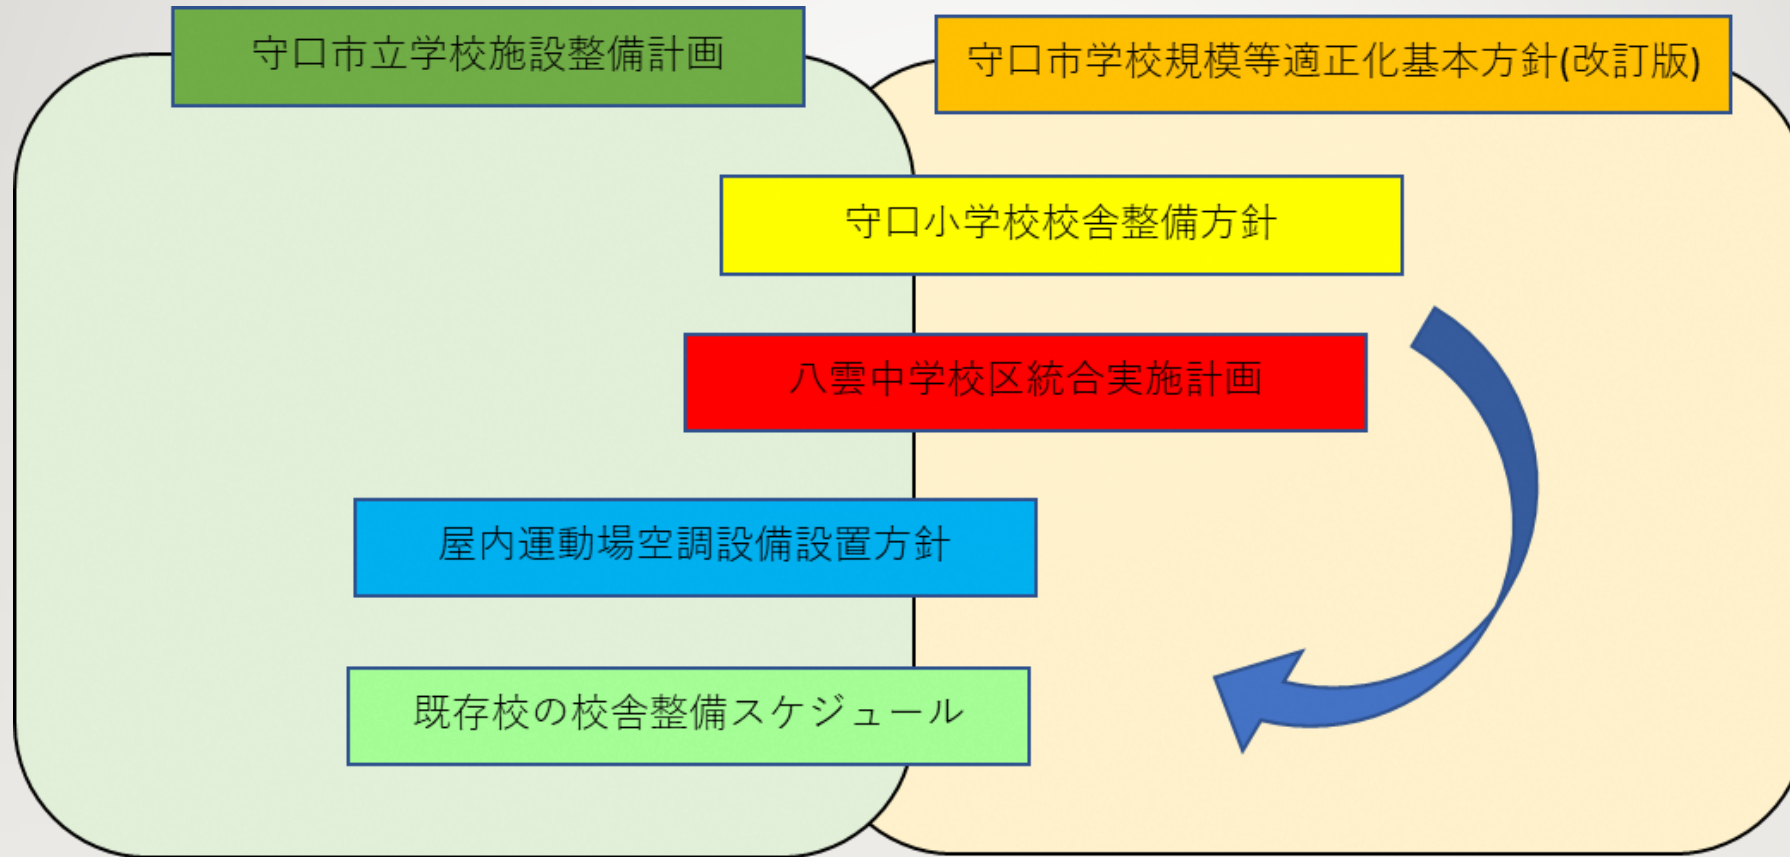 守口市立学校施設整備計画
守口市学校規模等適正化基本方針(改訂版)
守口小学校校舎整備方針
八雲中学校区統合実施計画
屋内運動場空調設備設置方針
既存校の校舎整備スケジュール